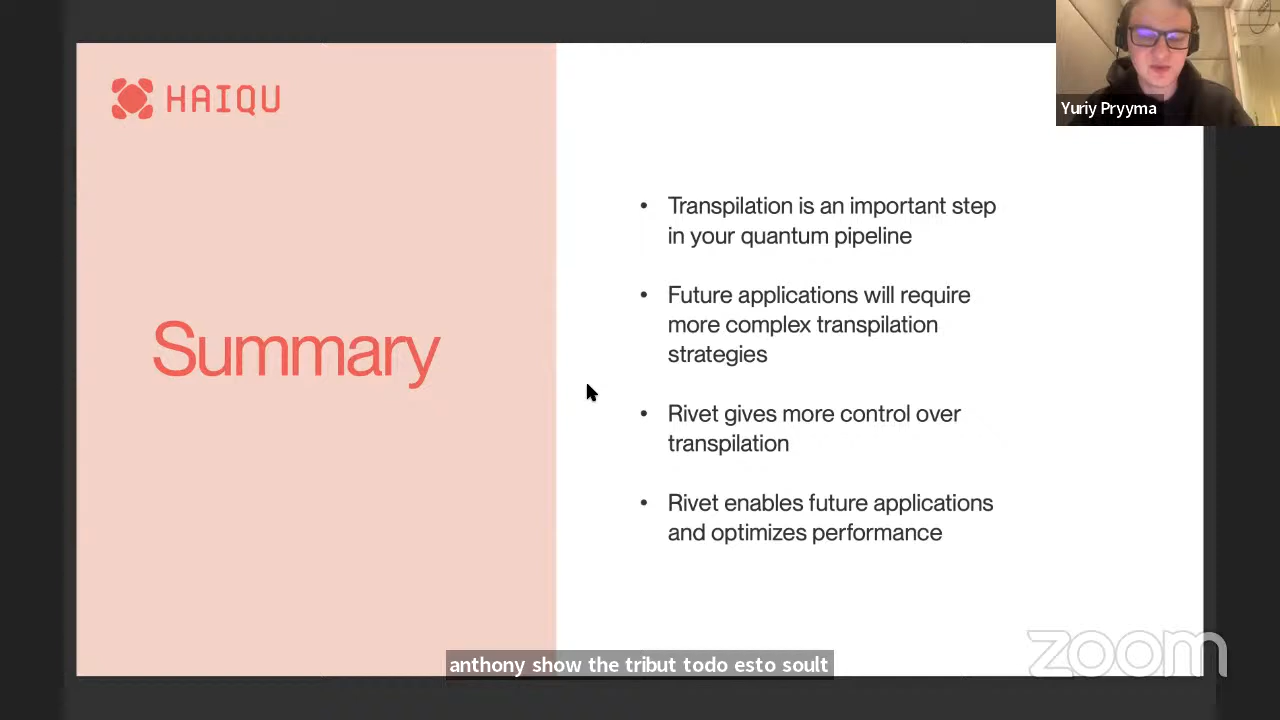 HAIQU
Yuriy Pryyma
Summary
• Transpilation is an important step
in your quantum pipeline
• Future applications will require
more complex transpilation
strategies
• Rivet gives more control over
transpilation
• Rivet enables future applications
and optimizes performance
anthony show the tribut todo esto soult
zoom